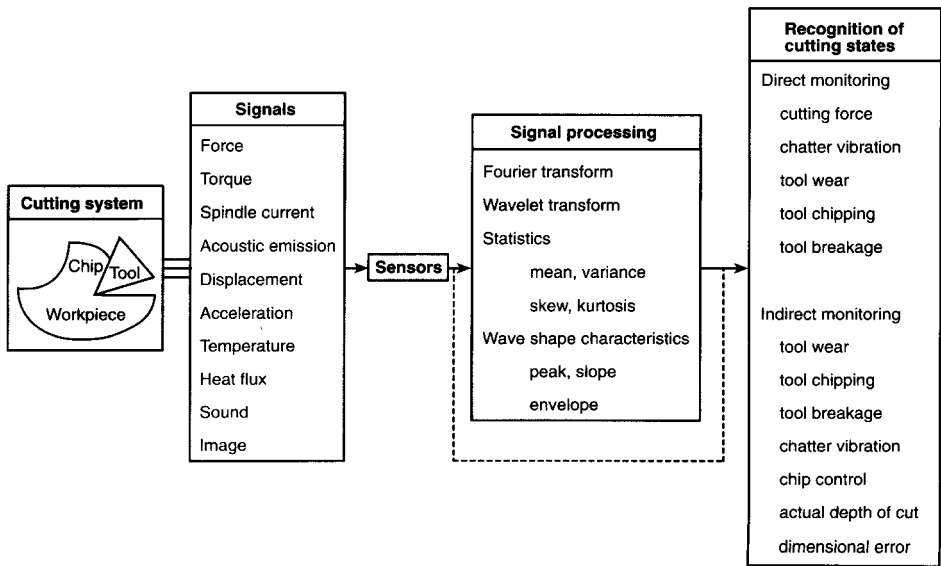 Cutting system
Chip
Tool
Workpiece
Signals
Force
Torque
Spindle current
Acoustic emission
Displacement
Acceleration
Temperature
Heat flux
Sound
Image
Sensors
Signal processing
Fourier transform
Wavelet transform
Statistics
mean, variance
skew, kurtosis
Wave shape characteristics
peak, slope
envelope
Recognition of
cutting states
Direct monitoring
cutting force
chatter vibration
tool wear
tool chipping
tool breakage
Indirect monitoring
tool wear
tool chipping
tool breakage
chatter vibration
chip control
actual depth of cut
dimensional error